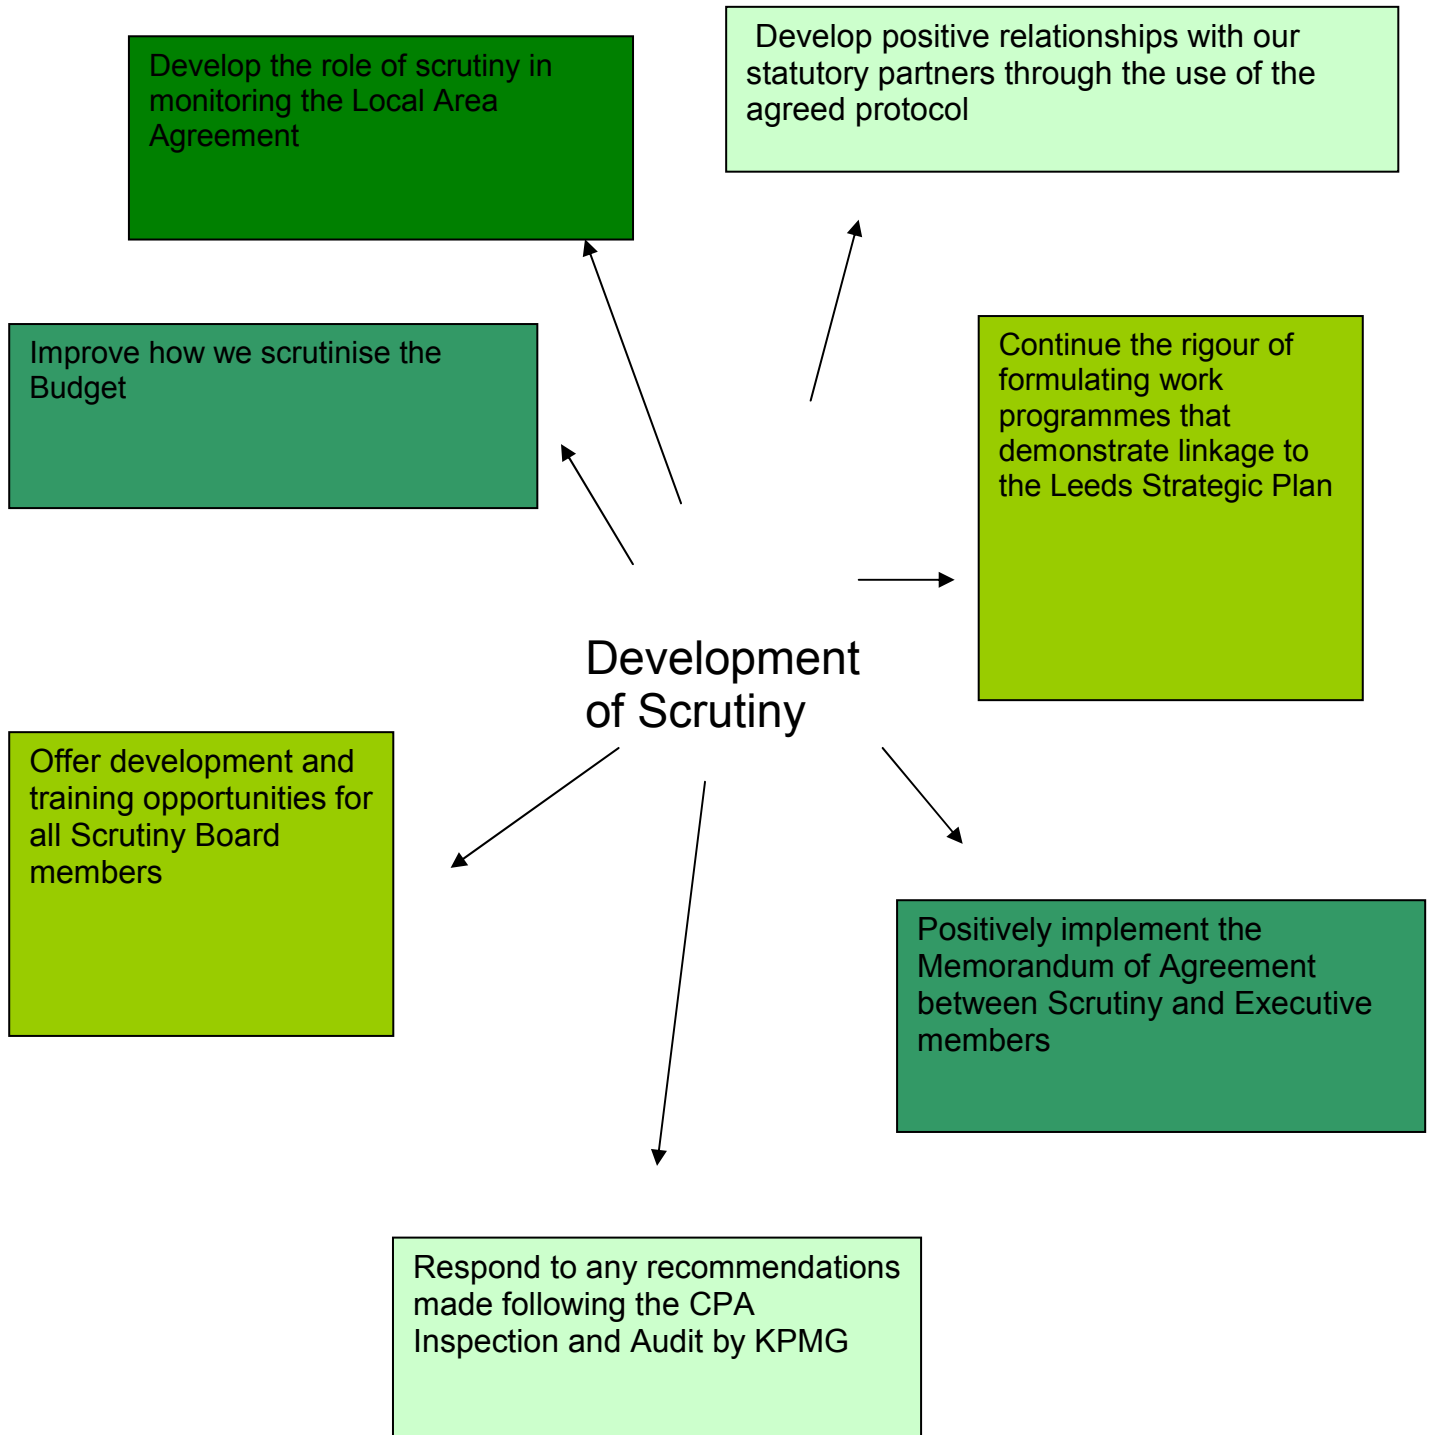 Develop the role of scrutiny in
monitoring the Local Area
Agreement
Develop positive relationships with our
statutory partners through the use of the
agreed protocol
Improve how we scrutinise the
Budget
Continue the rigour of
formulating work
programmes that
demonstrate linkage to
the Leeds Strategic Plan
Development
of Scrutiny
Offer development and
training opportunities for
all Scrutiny Board
members
Positively implement the
Memorandum of Agreement
between Scrutiny and Executive
members
Respond to any recommendations
made following the CPA
Inspection and Audit by KPMG